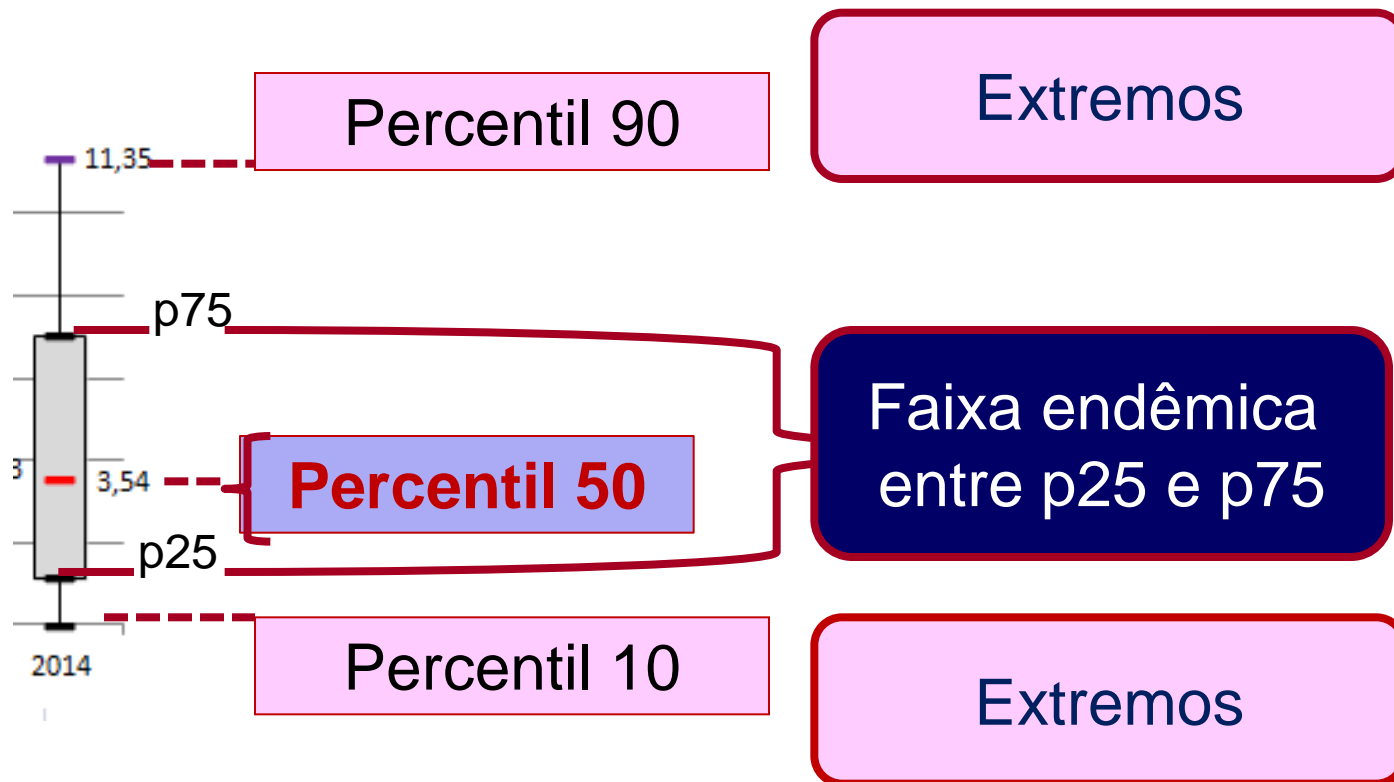 Extremos
Percentil 90
11,35
p75
Faixa endêmica
entre p25 e p75
Percentil 50
3,54
p25
Percentil 10
2014
Extremos